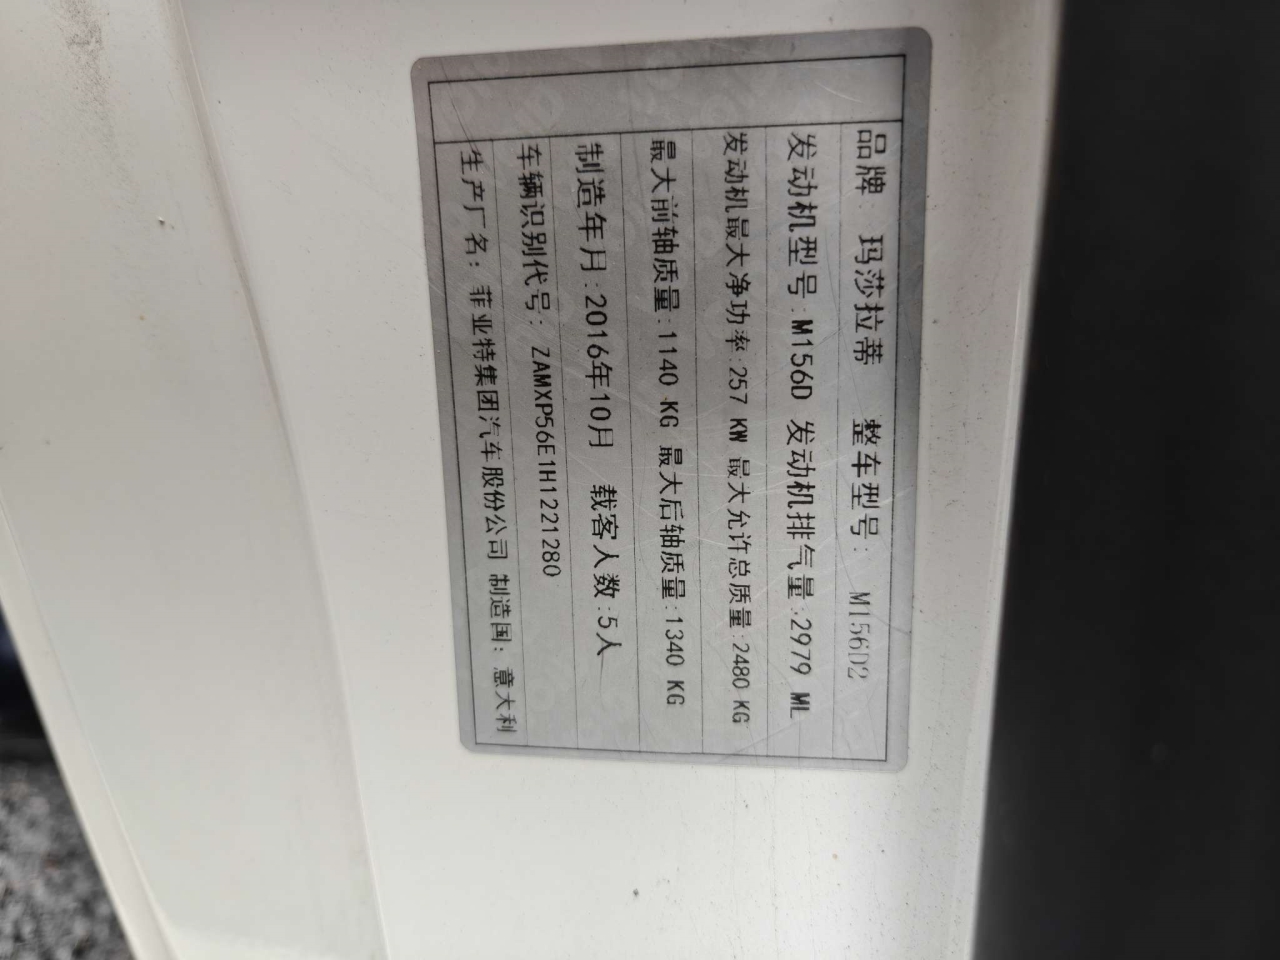 品牌: 玛莎拉蒂 整车型号: M156D2
发动机型号:M156D 发动机排气量:2979 ML
发动机最大净功率:257 KW 最大允许总质量:2480 KG
最大前轴质量:1140 KG 最大后轴质量:1340 KG
制造年月:2016年10月 载客人数:5人
车辆识别代号: ZAMXP56E1H1221280
生产厂名: 菲亚特集团汽车股份公司 制造国: 意大利